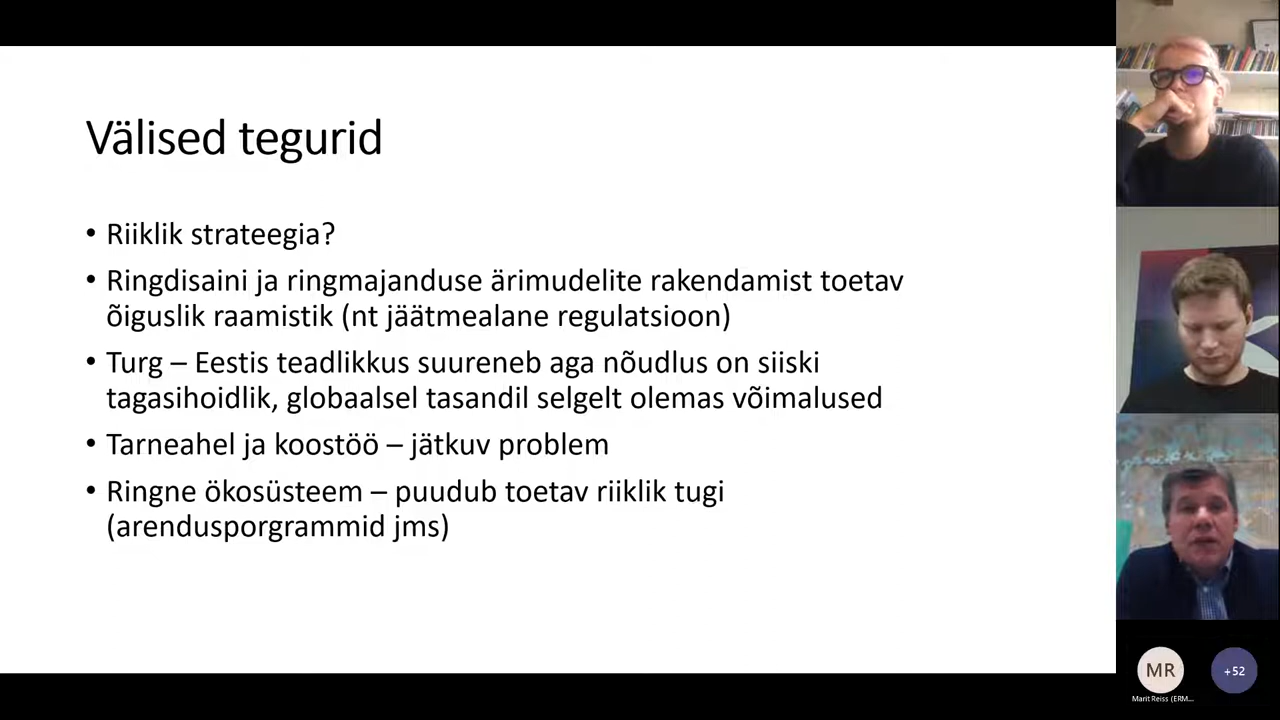 Välised tegurid
• Riiklik strateegia?
• Ringdisaini ja ringmajanduse ärimudelite rakendamist toetav
õiguslik raamistik (nt jäätmealane regulatsioon)
• Turg – Eestis teadlikkus suureneb aga nõudlus on siiski
tagasihoidlik, globaalsel tasandil selgelt olemas võimalused
• Tarneahel ja koostöö – jätkuv problem
• Ringne ökosüsteem – puudub toetav riiklik tugi
(arendusporgrammid jms)
MR
+52
Marit Reiss (ERM...